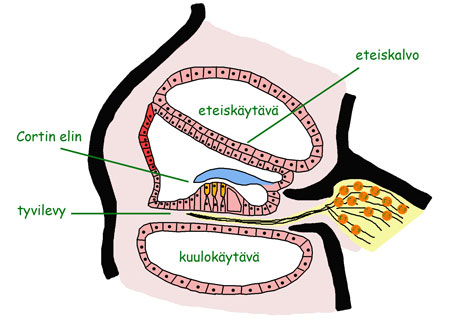 eteiskalvo
eteiskäytävä
Cortin elin
tyvilevy
kuulokäytävä